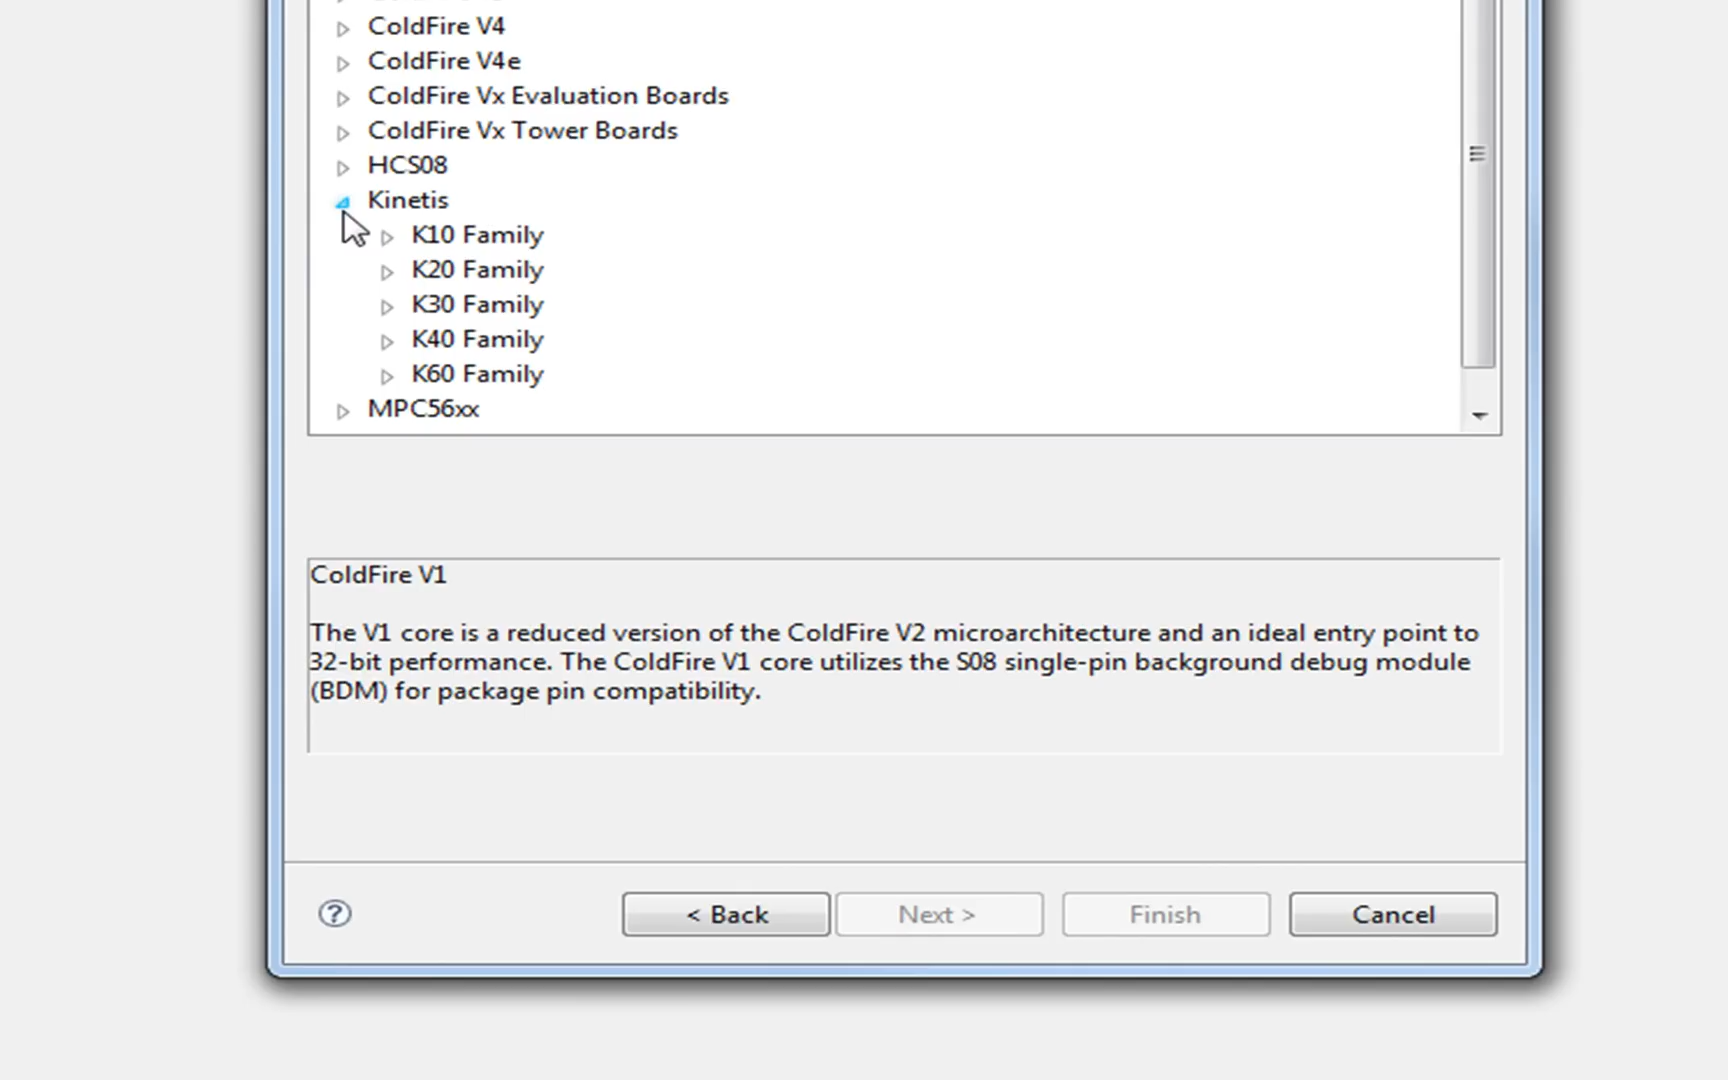 ColdFire V4
ColdFire V4e
ColdFire Vx Evaluation Boards
ColdFire Vx Tower Boards
HCS08
Kinetis
K10 Family
K20 Family
K30 Family
K40 Family
K60 Family
MPC56xx
ColdFire V1
The V1 core is a reduced version of the ColdFire V2 microarchitecture and an ideal entry point to
32-bit performance. The ColdFire V1 core utilizes the S08 single-pin background debug module
(BDM) for package pin compatibility.
? < Back Next > Finish Cancel